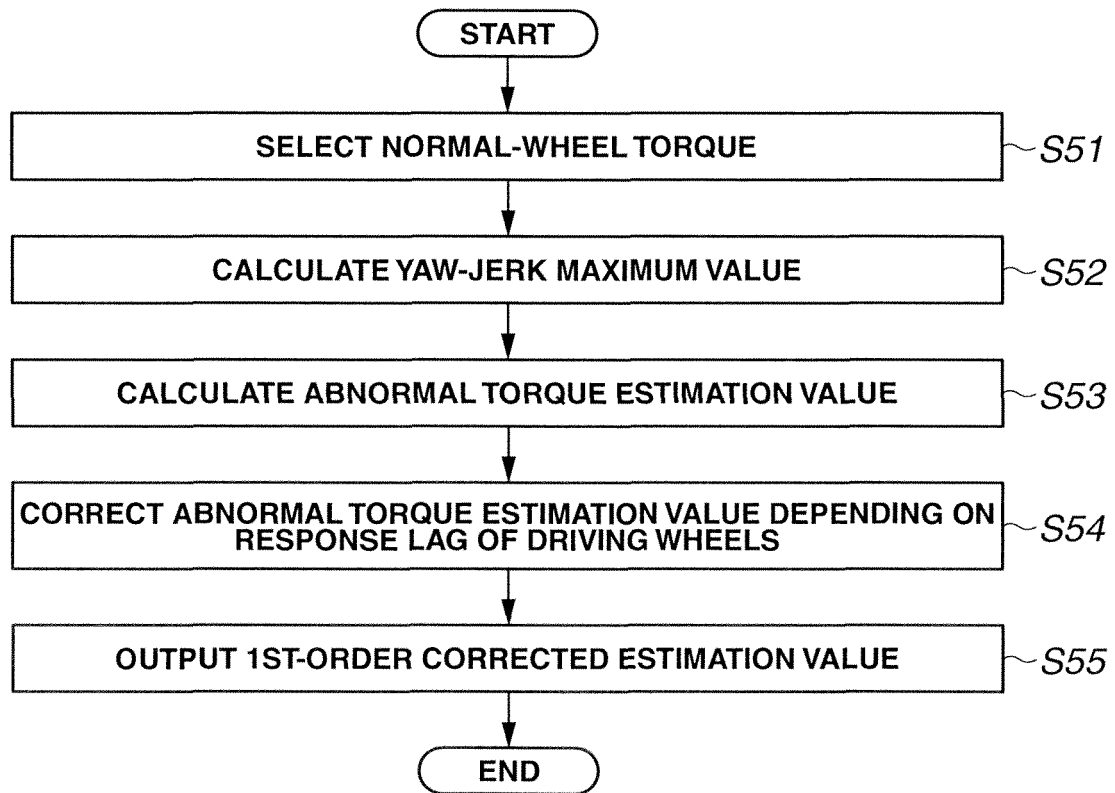 START
SELECT NORMAL-WHEEL TORQUE
S51
CALCULATE YAW-JERK MAXIMUM VALUE
S52
CALCULATE ABNORMAL TORQUE ESTIMATION VALUE
S53
CORRECT ABNORMAL TORQUE ESTIMATION VALUE DEPENDING ON
RESPONSE LAG OF DRIVING WHEELS
S54
OUTPUT 1ST-ORDER CORRECTED ESTIMATION VALUE
S55
END